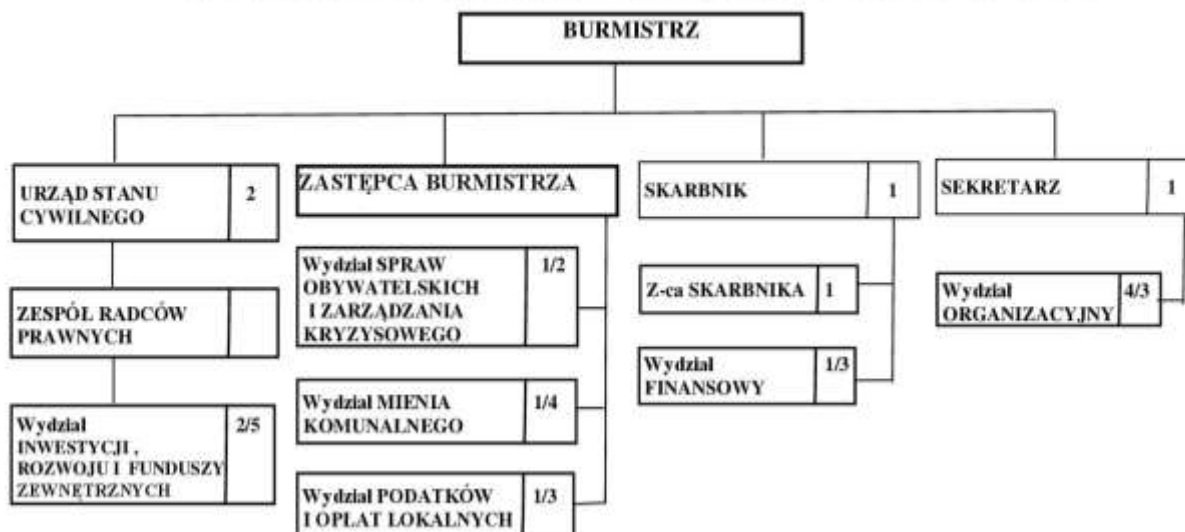 BURMISTRZ
URZĄD STANU
CYWILNEGO
2
ZASTĘPCA BURMISTRZA
SKARBNIK
1
SEKRETARZ
1
Wydział SPRAW
OBYWATELSKICH
I ZARZĄDZANIA
KRYZYSOWEGO
1/2
Z-ca SKARBNIKA
1
Wydział
ORGANIZACYJNY
4/3
ZESPÓL RADCÓW
PRAWNYCH
Wydział
FINANSOWY
1/3
Wydział MIENIA
KOMUNALNEGO
1/4
Wydział
INWESTYCJI ,
ROZWOJU I FUNDUSZY
ZEWNĘTRZNYCH
2/5
Wydział PODATKÓW
I OPLAT LOKALNYCH
1/3